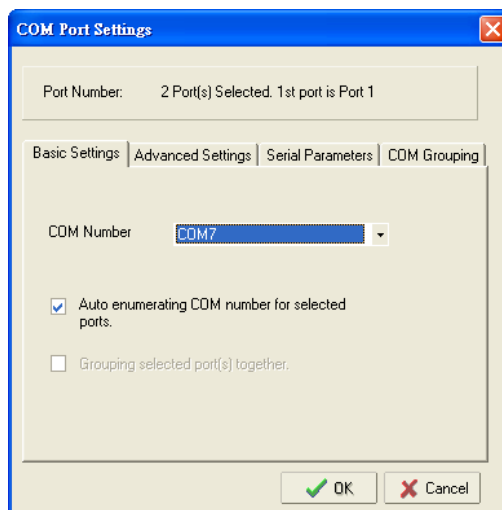 COM Port Settings
Port Number: 2 Port(s) Selected. 1st port is Port 1
Basic Settings Advanced Settings Serial Parameters COM Grouping
COM Number COM7
Auto enumerating COM number for selected
ports.
Grouping selected port(s) together.
OK Cancel